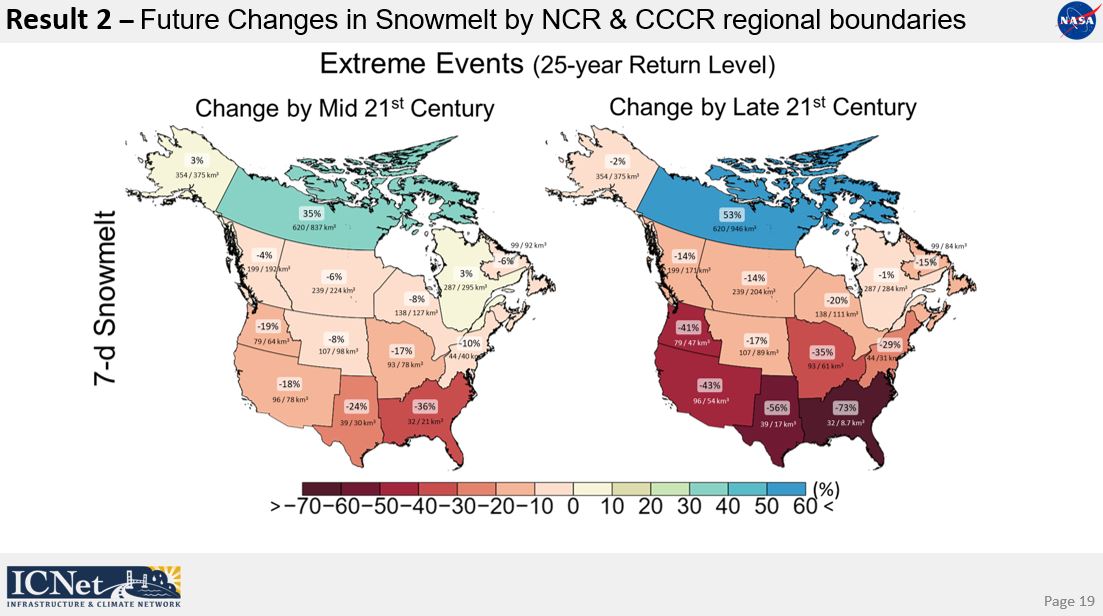 Result 2 – Future Changes in Snowmelt by NCR & CCCR regional boundaries
NASA
Extreme Events (25-year Return Level)
Change by Mid 21st Century
Change by Late 21st Century
7-d Snowmelt
3%
354 / 375 km³
35%
620 / 837 km³
-4%
199 / 192 km³
-6%
239 / 224 km³
-8%
138 / 127 km³
3%
287 / 295 km³
99 / 92 km³
-6%
-19%
79 / 64 km³
-8%
107 / 98 km³
-17%
93 / 78 km³
-10%
44 / 40 k
-18%
96 / 78 km³
-24%
39 / 30 km³
-36%
32 / 21 km³
-2%
354 / 375 km³
53%
620 / 946 km³
-14%
199 / 171 km³
-14%
239 / 204 km³
-20%
138 / 111 km³
-1%
287 / 284 km³
99 / 84 km³
-15%
-41%
79 / 47 km³
-17%
107 / 89 km³
-35%
93 / 61 km³
-29%
44 / 31 km
-43%
96 / 54 km³
-56%
39 / 17 km³
-73%
32 / 8.7 km³
>−70−60−50−40−30−20−10 0 10 20 30 40 50 60 <
(%)
ICNet
INFRASTRUCTURE & CLIMATE NETWORK
Page 19